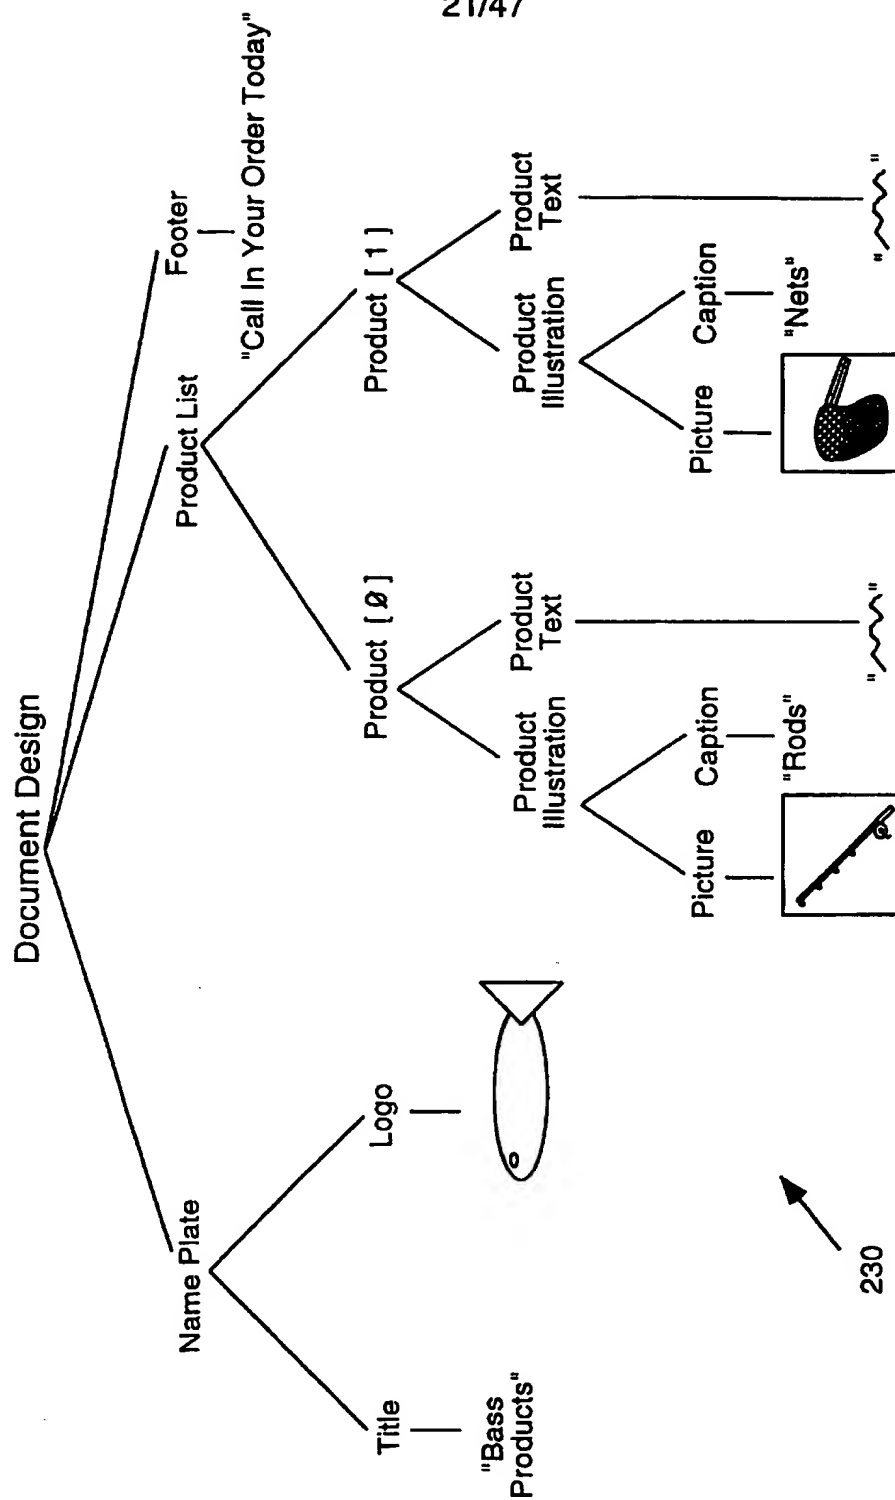 21/47
Document Design
Name Plate
Product List
Footer
"Call In Your Order Today"
Title
"Bass
Products"
Logo
Product [0]
Product [1]
Product
Illustration
Product
Text
Product
Illustration
Product
Text
Picture
Caption
"Rods"
Picture
Caption
"Nets"
230